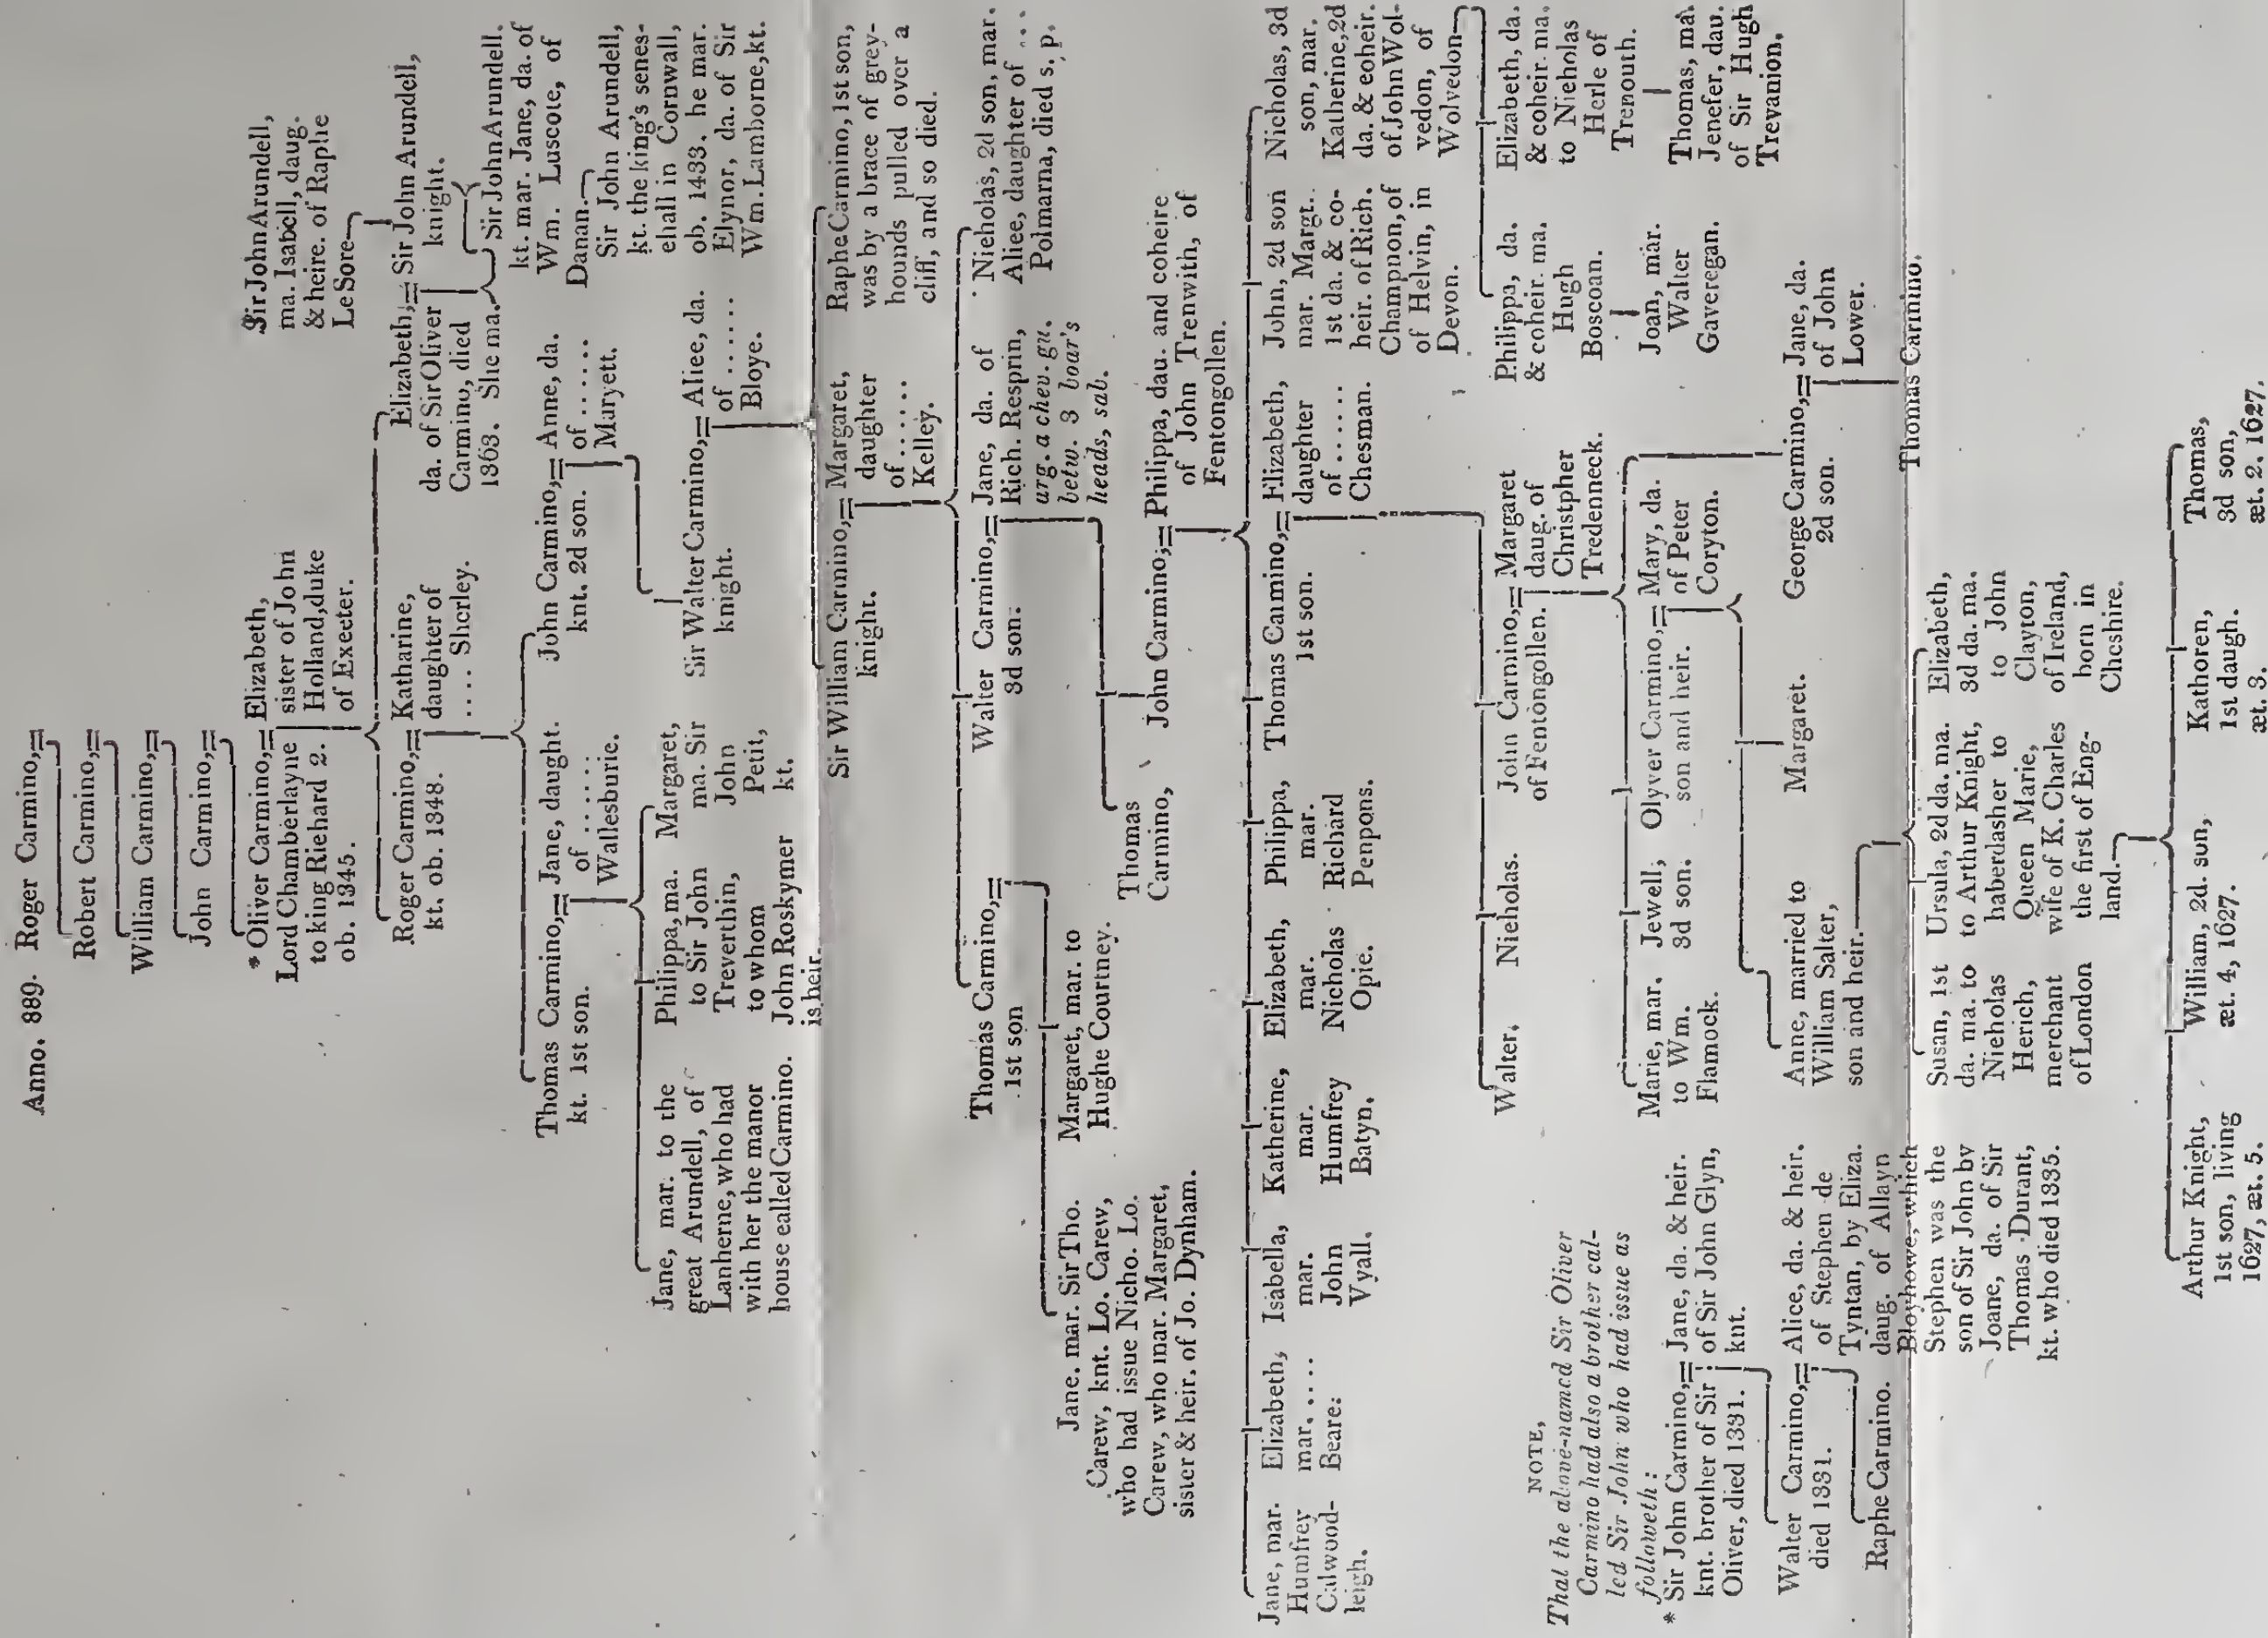 Anno. 889. Roger Carmino,
Robert Carmino,
William Carmino,
John Carmino,
* Oliver Carmino,
Lord Chamberlayne
to king Richard 2.
ob. 1345.
Elizabeth,
sister of John
Holland, duke
of Exeter.
Sir John Arundell,
ma. Isabell, daug.
& heire. of Raphe
Le Sore
Roger Carmino,
kt. ob. 1348.
Katharine,
daughter of
.... Sherley.
Elizabeth,
da. of Sir Oliver
Carmino, died
1363. She ma.
Sir John Arundell,
knight.
Sir John Arundell.
kt. mar. Jane, da. of
Wm. Luscote, of
Danan.
Sir John Arundell,
kt. the king's senes-
chall in Cornwall,
ob. 1433. he mar.
Elynor, da. of Sir
Wm. Lamborne, kt.
Thomas Carmino,
kt. 1st son.
Jane, daught.
of ......
Wallesburie.
John Carmino,
knt. 2d son.
Anne, da.
of ......
Maryett.
Jane, mar. to the
great Arundell, of
Lanherne, who had
with her the manor
house called Carmino.
Philippa, ma.
to Sir John
Treverthin,
to whom
John Roskymer
is heir.
Margaret,
ma. Sir
John
Petit,
kt.
Sir Walter Carmino,
knight.
Alice, da.
of ......
Bloye.
Sir William Carmino,
knight.
Margaret,
daughter
of ......
Kelley.
Raphe Carmino, 1st son,
was by a brace of grey-
hounds pulled over a
cliff, and so died.
Thomas Carmino,
1st son
Walter Carmino,
3d son.
Jane, da. of
Rich. Resprin,
arg. a chev. gu.
betw. 3 boar's
heads, sab.
Nicholas, 2d son, mar.
Alice, daughter of ....
Polmarna, died s. p.
Jane. mar. Sir Tho.
Carew, knt. Lo. Carew,
who had issue Nicho. Lo.
Carew, who mar. Margaret,
sister & heir. of Jo. Dynham.
Margaret, mar. to
Hughe Courney.
Thomas
Carmino,
John Carmino,
Philippa, dau. and coheire
of John Trenwith, of
Fentongollen.
Jane, mar.
Humfrey
Calwood-
leigh.
Elizabeth,
mar.....
Beare.
Isabella,
mar.
John
Vyall.
Katherine,
mar.
Humfrey
Batyn.
Elizabeth,
mar.
Nicholas
Opie.
Philippa,
mar.
Richard
Penpons.
Thomas Caumino,
1st son.
Elizabeth,
daughter
of ......
Chesman.
John, 2d son
mar. Margt.
1st da. & co-
heir. of Rich.
Champnon, of
of Helvin, in
Devon.
Nicholas, 3d
son, mar.
Katherine, 2d
da. & coheir.
of John Wol-
vedon, of
Wolvedon
Walter.
Nicholas.
John Carmino,
of Fentongollen.
Margaret
daug. of
Christpher
Tredenneck.
Philippa, da.
& coheir. ma.
Hugh
Boscoan.
Joan, mar.
Walter
Gaveregan.
Elizabeth, da.
& coheir. ma.
to Nicholas
Herle of
Trenouth.
Thomas, ma.
Jenefer, dau.
of Sir Hugh
Trevanion.
Marie, mar.
to Wm.
Flamock.
Jewell,
3d son.
Olyver Carmino,
son and heir.
Mary, da.
of Peter
Coryton.
Anne, married to
William Salter,
son and heir.
Margaret.
George Carmino,
2d son.
Jane, da.
of John
Lower.
Thomas Carmino.
Susan, 1st
da. ma. to
Nicholas
Herich,
merchant
of London
Ursula, 2d da. ma.
to Arthur Knight,
haberdasher to
Queen Marie,
wife of K. Charles
the first of Eng-
land.
Elizabeth,
3d da. ma.
to John
Clayton,
of Ireland,
born in
Cheshire.
Arthur Knight,
1st son, living
1627, æt. 5.
William, 2d. son,
æt. 4, 1627.
Kathoren,
1st daugh.
æt. 3.
Thomas,
3d son,
æt. 2. 1627.
NOTE,
That the above-named Sir Oliver
Carmino had also a brother cal-
led Sir John who had issue as
followeth:
* Sir John Carmino,
knt. brother of Sir
Oliver, died 1331.
Jane, da. & heir.
of Sir John Glyn,
knt.
Walter Carmino,
died 1331.
Alice, da. & heir.
of Stephen de
Tyntan, by Eliza.
daug. of Allayn
Bloyhowe, which
Stephen was the
son of Sir John by
Joane, da. of Sir
Thomas Durant,
kt. who died 1335.
Raphe Carmino.